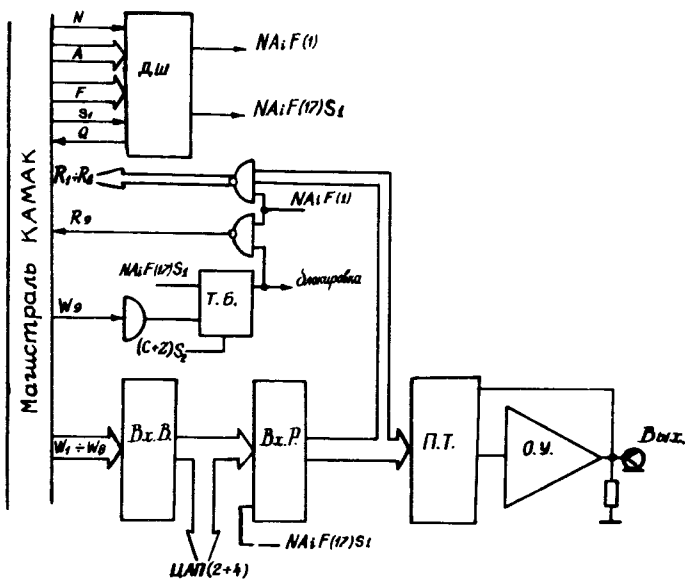 N
A
F
S1
Q
Д.Ш
NAiF(1)
NAiF(17)S1
Магистраль КАМАК
R1÷R8
NAiF(1)
R9
NAiF(17)S1
Т.Б.
блокировка
W9
(C+Z)S2
Вх.В.
Вх.Р.
П.Т.
О.У.
Вых.
W1÷W8
NAiF(17)S1
ЦАП(2÷4)